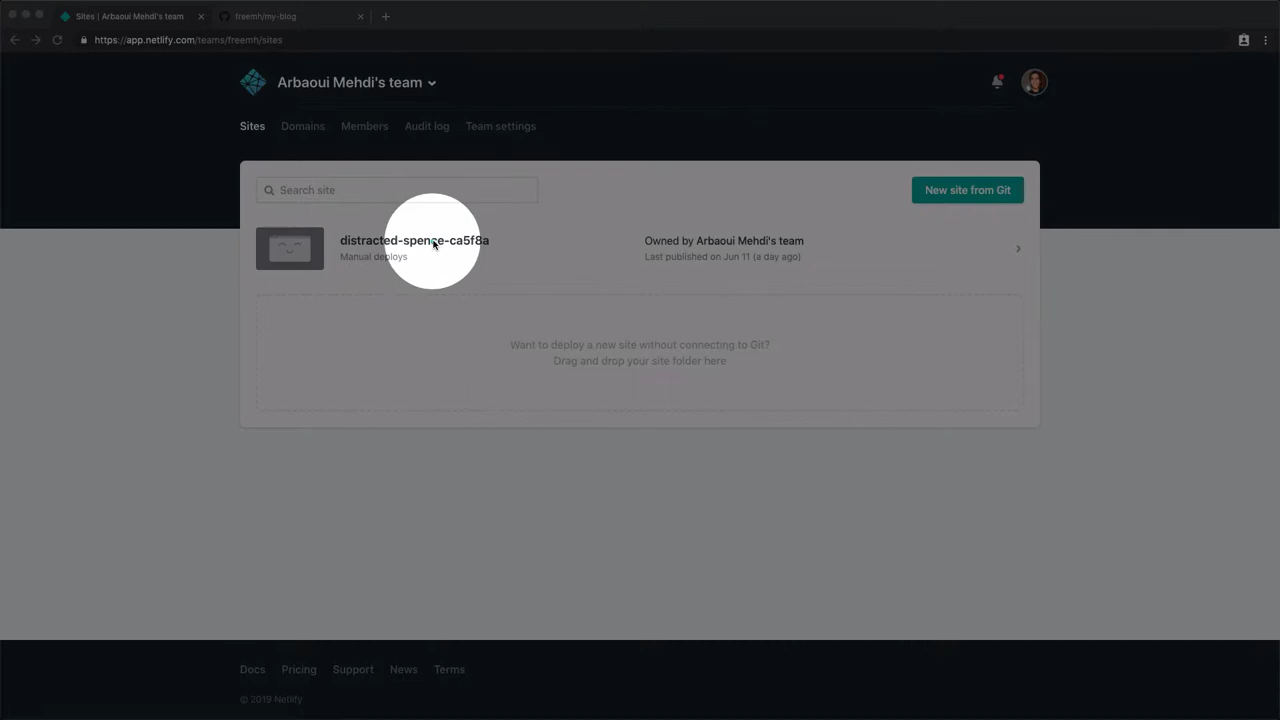 Sites | Arbaoui Mehdi's team
freemh/my-blog
https://app.netlify.com/teams/freemh/sites
Arbaoui Mehdi's team
Sites Domains Members Audit log Team settings
Search site
New site from Git
distracted-spence-ca5f8a
Manual deploys
Owned by Arbaoui Mehdi's team
Last published on Jun 11 (a day ago)
Want to deploy a new site without connecting to Git?
Drag and drop your site folder here
Docs Pricing Support News Terms
© 2019 Netlify